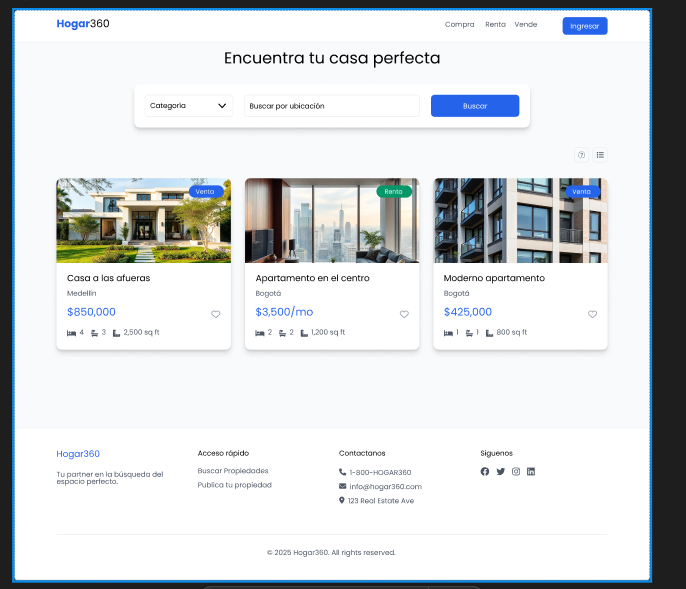 Hogar360
Compra Renta Vende Ingresar
Encuentra tu casa perfecta
Categoria Buscar por ubicación Buscar
Venta
Renta
Venta
Casa a las afueras
Medellin
$850,000
4 3 2,500 sq ft
Apartamento en el centro
Bogotá
$3,500/mo
2 2 1,200 sq ft
Moderno apartamento
Bogotá
$425,000
1 1 800 sq ft
Hogar360
Tu partner en la búsqueda del
espacio perfecto.
Acceso rápido
Buscar Propiedades
Publica tu propiedad
Contactanos
1-800-HOGAR360
info@hogar360.com
123 Real Estate Ave
Siguenos
© 2025 Hogar360. All rights reserved.